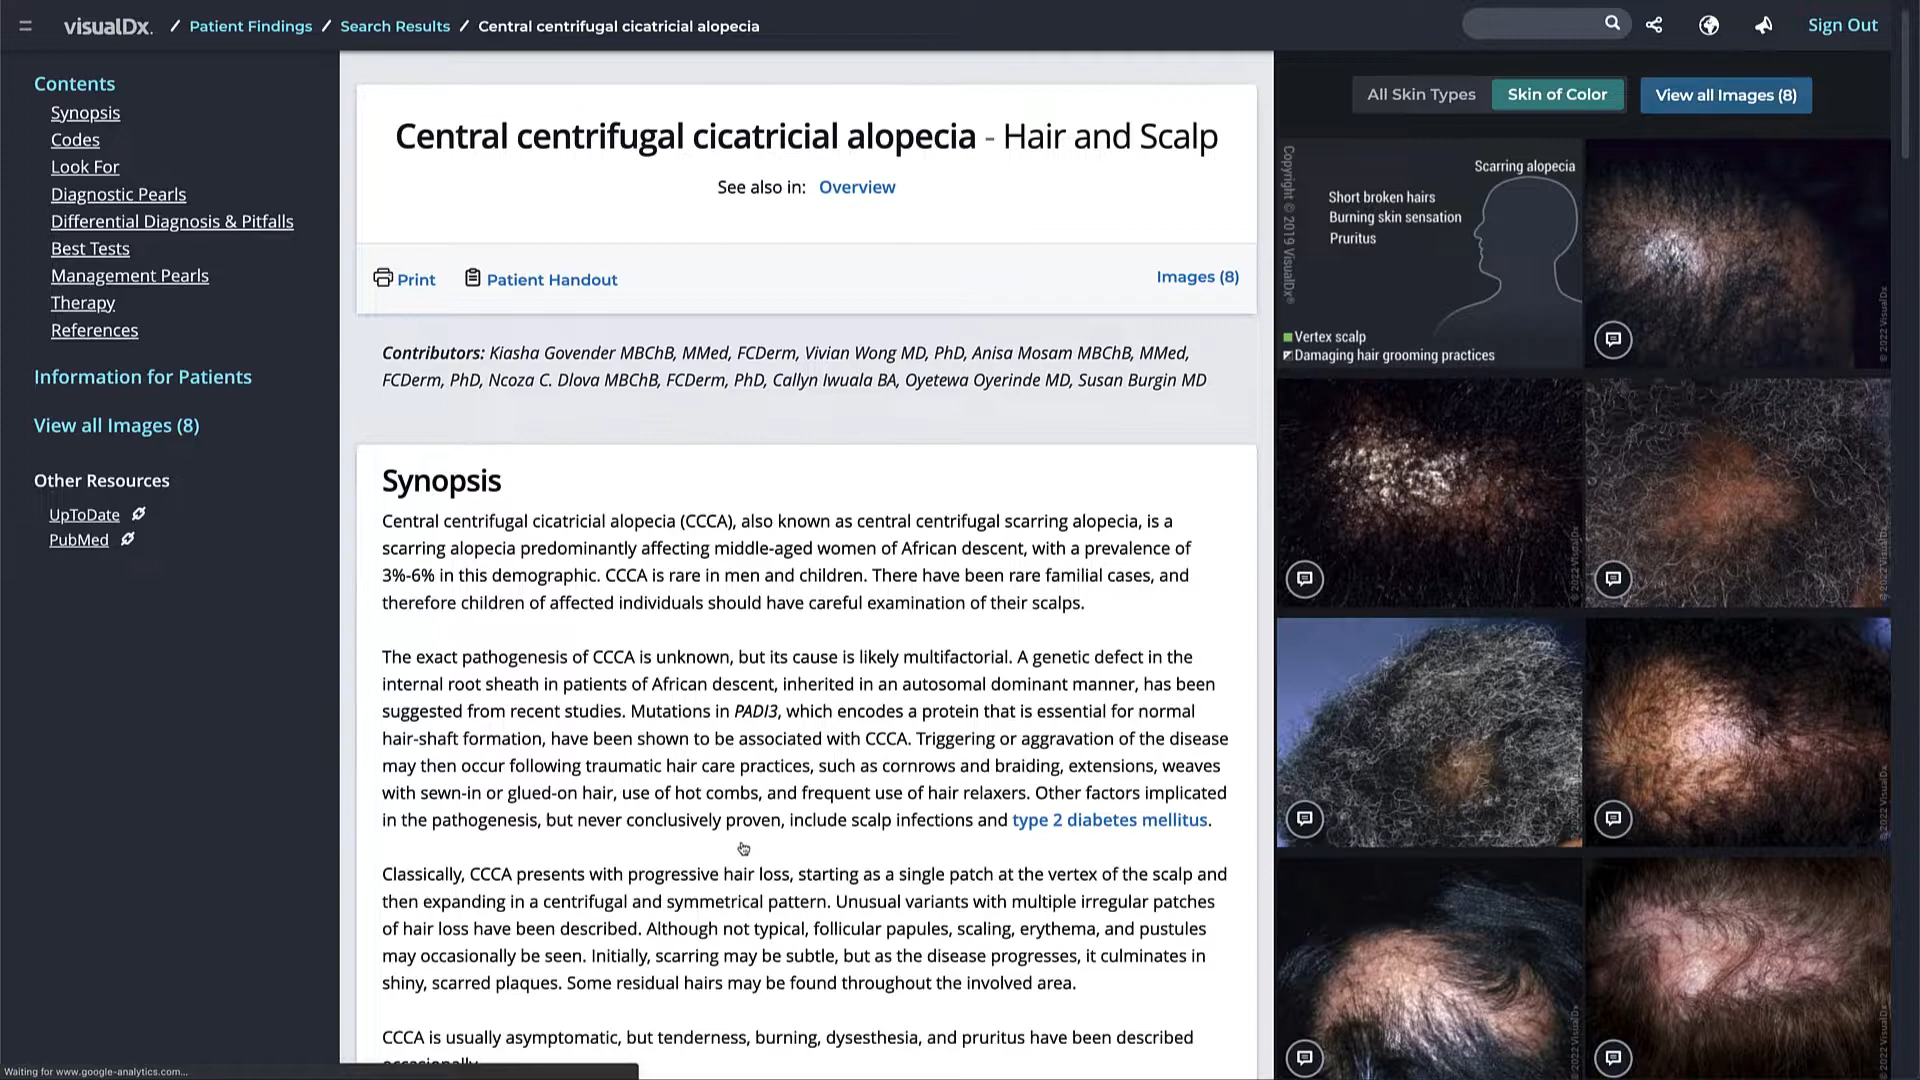 visualDx. / Patient Findings / Search Results / Central centrifugal cicatricial alopecia
Sign Out
Contents
Synopsis
Codes
Look For
Diagnostic Pearls
Differential Diagnosis & Pitfalls
Best Tests
Management Pearls
Therapy
References
Information for Patients
View all Images (8)
Other Resources
UpToDate
PubMed
Central centrifugal cicatricial alopecia - Hair and Scalp
See also in: Overview
Print
Patient Handout
Images (8)
Contributors: Kiasha Govender MBChB, MMed, FCDerm, Vivian Wong MD, PhD, Anisa Mosam MBChB, MMed,
FCDerm, PhD, Ncoza C. Dlova MBChB, FCDerm, PhD, Callyn Iwuala BA, Oyetewa Oyerinde MD, Susan Burgin MD
Synopsis
Central centrifugal cicatricial alopecia (CCCA), also known as central centrifugal scarring alopecia, is a
scarring alopecia predominantly affecting middle-aged women of African descent, with a prevalence of
3%-6% in this demographic. CCCA is rare in men and children. There have been rare familial cases, and
therefore children of affected individuals should have careful examination of their scalps.
The exact pathogenesis of CCCA is unknown, but its cause is likely multifactorial. A genetic defect in the
internal root sheath in patients of African descent, inherited in an autosomal dominant manner, has been
suggested from recent studies. Mutations in PADI3, which encodes a protein that is essential for normal
hair-shaft formation, have been shown to be associated with CCCA. Triggering or aggravation of the disease
may then occur following traumatic hair care practices, such as cornrows and braiding, extensions, weaves
with sewn-in or glued-on hair, use of hot combs, and frequent use of hair relaxers. Other factors implicated
in the pathogenesis, but never conclusively proven, include scalp infections and type 2 diabetes mellitus.
Classically, CCCA presents with progressive hair loss, starting as a single patch at the vertex of the scalp and
then expanding in a centrifugal and symmetrical pattern. Unusual variants with multiple irregular patches
of hair loss have been described. Although not typical, follicular papules, scaling, erythema, and pustules
may occasionally be seen. Initially, scarring may be subtle, but as the disease progresses, it culminates in
shiny, scarred plaques. Some residual hairs may be found throughout the involved area.
CCCA is usually asymptomatic, but tenderness, burning, dysesthesia, and pruritus have been described
occasionally.
All Skin Types
Skin of Color
View all Images (8)
Copyright © 2019 VisualDx®
Scarring alopecia
Short broken hairs
Burning skin sensation
Pruritus
Vertex scalp
Damaging hair grooming practices
© 2022 VisualDx
© 2022 VisualDx
© 2022 VisualDx
© 2022 VisualDx
© 2022 VisualDx
© 2022 VisualDx
Waiting for www.google-analytics.com...